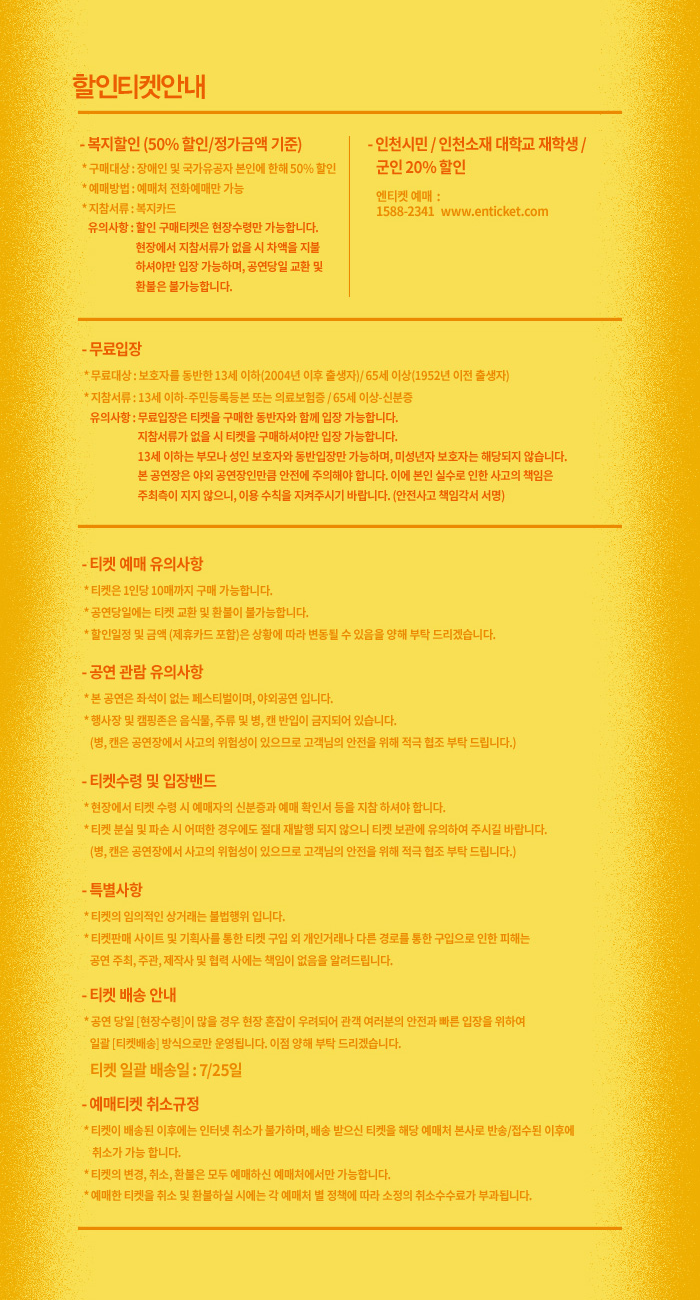 할인티켓안내
- 복지할인 (50% 할인/정가금액 기준)
* 구매대상 : 장애인 및 국가유공자 본인에 한해 50% 할인
* 예매방법 : 예매처 전화예매만 가능
* 지참서류 : 복지카드
유의사항 : 할인 구매티켓은 현장수령만 가능합니다.
현장에서 지참서류가 없을 시 차액을 지불
하셔야만 입장 가능하며, 공연당일 교환 및
환불은 불가능합니다.
- 인천시민 / 인천소재 대학교 재학생 /
군인 20% 할인
엔티켓 예매 :
1588-2341 www.enticket.com
- 무료입장
* 무료대상 : 보호자를 동반한 13세 이하(2004년 이후 출생자)/ 65세 이상(1952년 이전 출생자)
* 지참서류 : 13세 이하-주민등록등본 또는 의료보험증 / 65세 이상-신분증
유의사항 : 무료입장은 티켓을 구매한 동반자와 함께 입장 가능합니다.
지참서류가 없을 시 티켓을 구매하셔야만 입장 가능합니다.
13세 이하는 부모나 성인 보호자와 동반입장만 가능하며, 미성년자 보호자는 해당되지 않습니다.
본 공연장은 야외 공연장인만큼 안전에 주의해야 합니다. 이에 본인 실수로 인한 사고의 책임은
주최측이 지지 않으니, 이용 수칙을 지켜주시기 바랍니다. (안전사고 책임각서 서명)
- 티켓 예매 유의사항
* 티켓은 1인당 10매까지 구매 가능합니다.
* 공연당일에는 티켓 교환 및 환불이 불가능합니다.
* 할인일정 및 금액 (제휴카드 포함)은 상황에 따라 변동될 수 있음을 양해 부탁 드리겠습니다.
- 공연 관람 유의사항
* 본 공연은 좌석이 없는 페스티벌이며, 야외공연 입니다.
* 행사장 및 캠핑존은 음식물, 주류 및 병, 캔 반입이 금지되어 있습니다.
(병, 캔은 공연장에서 사고의 위험성이 있으므로 고객님의 안전을 위해 적극 협조 부탁 드립니다.)
- 티켓수령 및 입장밴드
* 현장에서 티켓 수령 시 예매자의 신분증과 예매 확인서 등을 지참 하셔야 합니다.
* 티켓 분실 및 파손 시 어떠한 경우에도 절대 재발행 되지 않으니 티켓 보관에 유의하여 주시길 바랍니다.
(병, 캔은 공연장에서 사고의 위험성이 있으므로 고객님의 안전을 위해 적극 협조 부탁 드립니다.)
- 특별사항
* 티켓의 임의적인 상거래는 불법행위 입니다.
* 티켓판매 사이트 및 기획사를 통한 티켓 구입 외 개인거래나 다른 경로를 통한 구입으로 인한 피해는
공연 주최, 주관, 제작사 및 협력 사에는 책임이 없음을 알려드립니다.
- 티켓 배송 안내
* 공연 당일 [현장수령]이 많을 경우 현장 혼잡이 우려되어 관객 여러분의 안전과 빠른 입장을 위하여
일괄 [티켓배송] 방식으로만 운영됩니다. 이점 양해 부탁 드리겠습니다.
티켓 일괄 배송일 : 7/25일
- 예매티켓 취소규정
* 티켓이 배송된 이후에는 인터넷 취소가 불가하며, 배송 받으신 티켓을 해당 예매처 본사로 반송/접수된 이후에
취소가 가능 합니다.
* 티켓의 변경, 취소, 환불은 모두 예매하신 예매처에서만 가능합니다.
* 예매한 티켓을 취소 및 환불하실 시에는 각 예매처 별 정책에 따라 소정의 취소수수료가 부과됩니다.